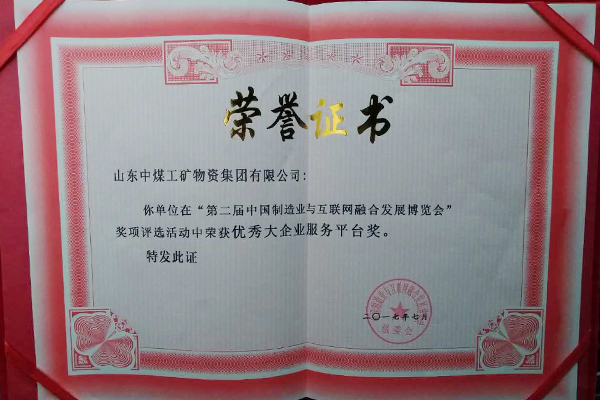 荣誉证书
山东中煤工矿物资集团有限公司:
你单位在“第二届中国制造业与互联网融合发展博览会”
奖项评选活动中荣获优秀大企业服务平台奖。
特发此证
二〇一七年七月
组委会